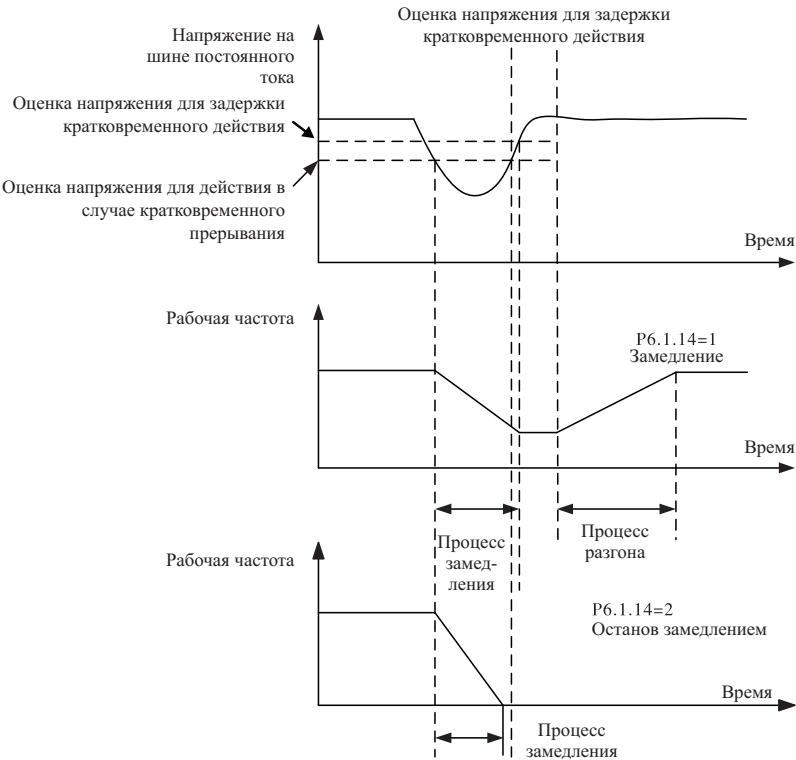 Оценка напряжения для задержки
кратковременного действия
Напряжение на
шине постоянного
тока
Оценка напряжения для задержки
кратковременного действия
Оценка напряжения для действия в
случае кратковременного
прерывания
Время
Рабочая частота
P6.1.14=1
Замедление
Время
Процесс
замед-
ления
Процесс
разгона
Рабочая частота
P6.1.14=2
Останов замедлением
Время
Процесс
замедления